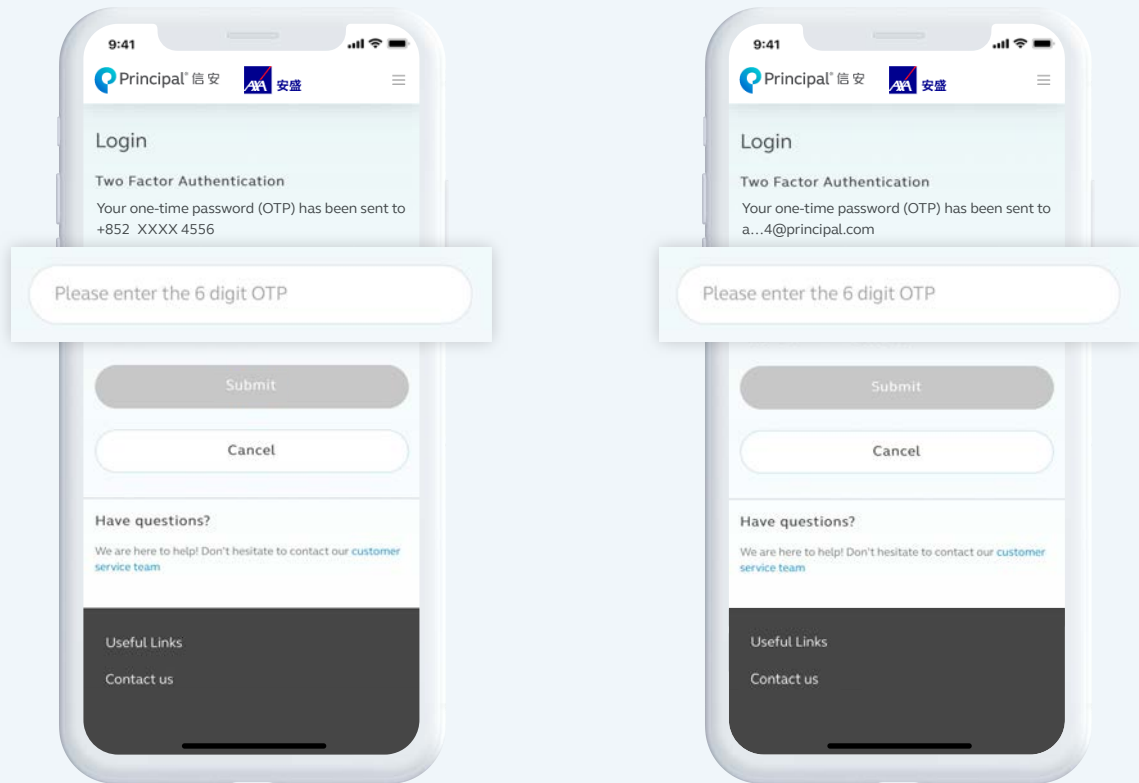 9:41
Principal® 信安 AXA 安盛
Login
Two Factor Authentication
Your one-time password (OTP) has been sent to
+852 XXXX 4556
Please enter the 6 digit OTP
Submit
Cancel
Have questions?
We are here to help! Don't hesitate to contact our customer
service team
Useful Links
Contact us
9:41
Principal® 信安 AXA 安盛
Login
Two Factor Authentication
Your one-time password (OTP) has been sent to
a...4@principal.com
Please enter the 6 digit OTP
Submit
Cancel
Have questions?
We are here to help! Don't hesitate to contact our customer
service team
Useful Links
Contact us